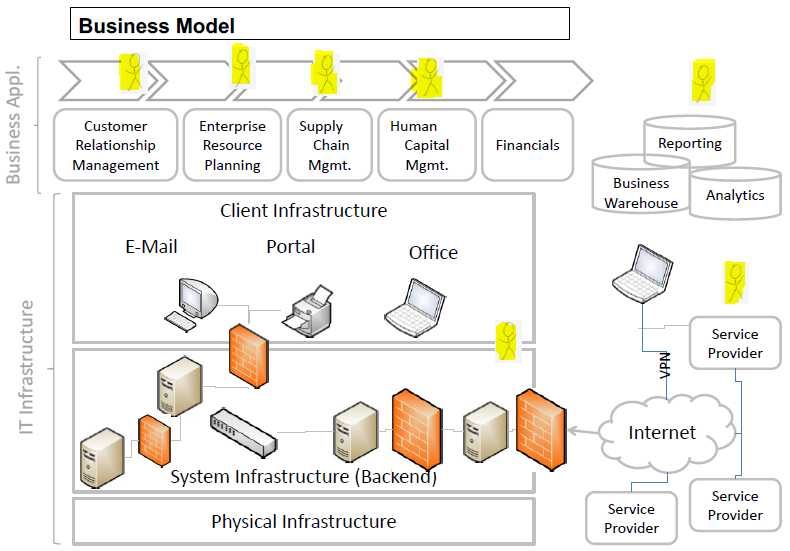 Business Model
Business Appl.
Customer
Relationship
Management
Enterprise
Resource
Planning
Supply
Chain
Mgmt.
Human
Capital
Mgmt.
Financials
Reporting
Business
Warehouse
Analytics
IT Infrastructure
Client Infrastructure
E-Mail
Portal
Office
System Infrastructure (Backend)
Physical Infrastructure
VPN
Internet
Service
Provider
Service
Provider
Service
Provider